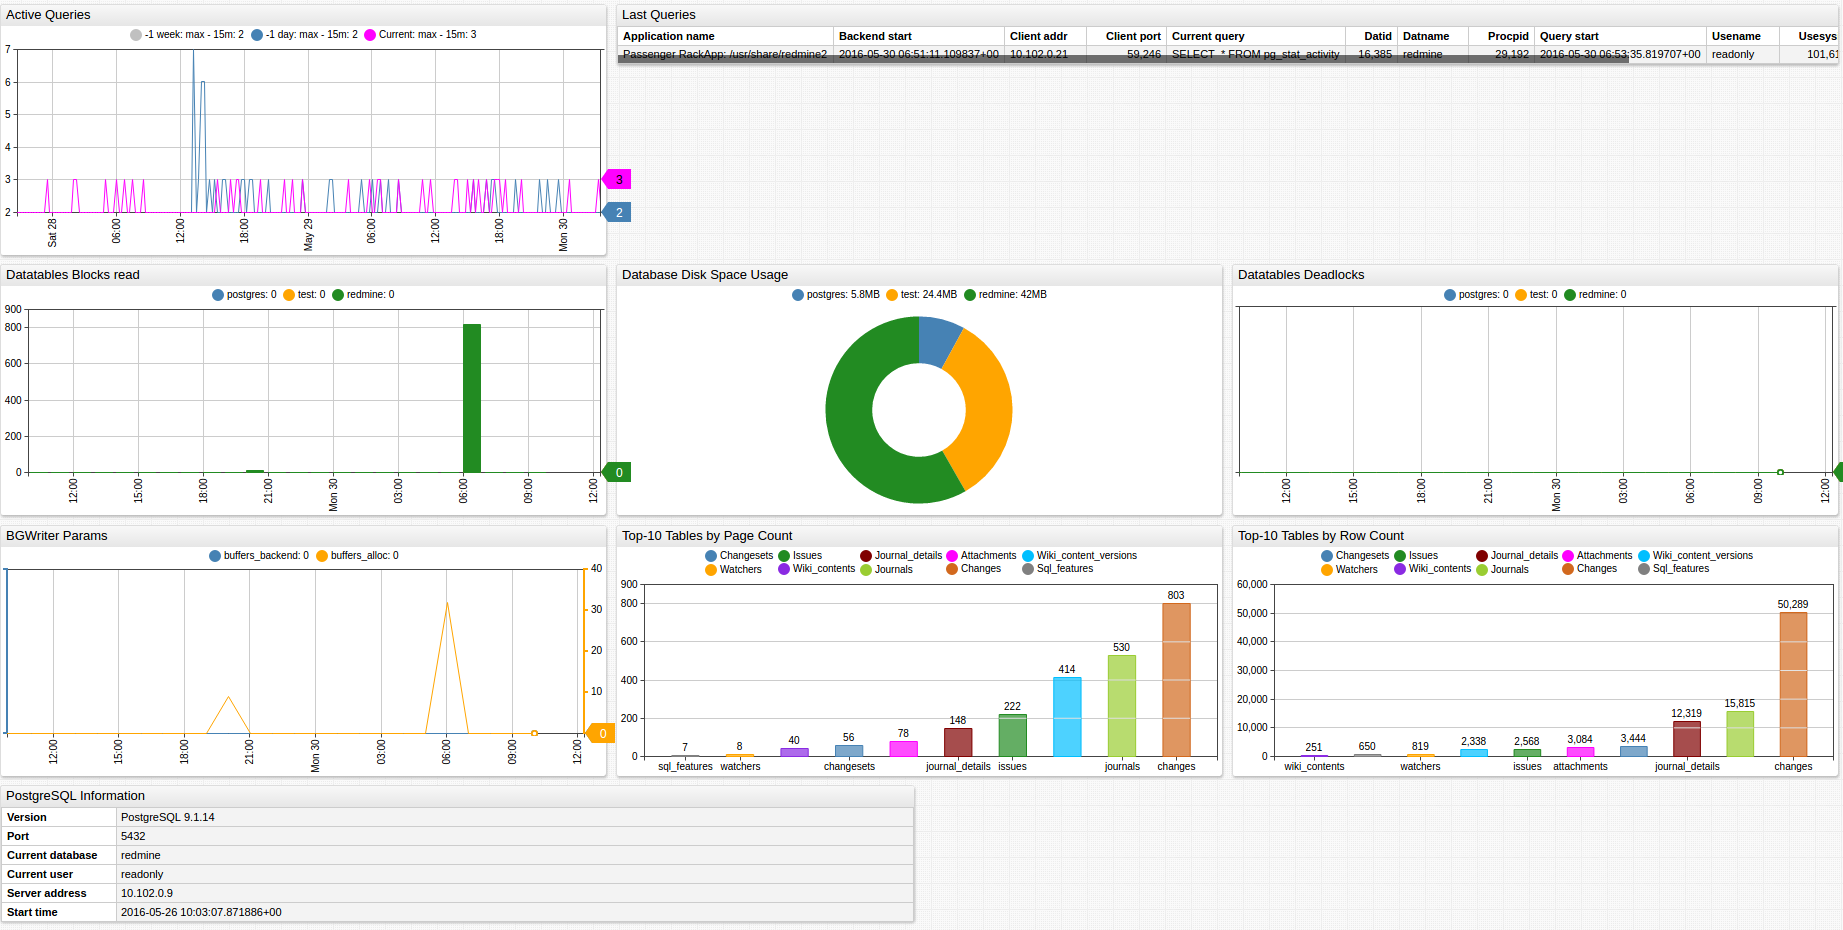 Active Queries
-1 week: max - 15m: 2 -1 day: max - 15m: 2 Current: max - 15m: 3
7
6
5
4
3
2
3
2
Sat 28 06:00 12:00 18:00 May 29 06:00 12:00 18:00 Mon 30
Last Queries
Application name Backend start Client addr Client port Current query Datid Datname Procpid Query start Usename Usesys
Passenger RackApp: /usr/share/redmine2 2016-05-30 06:51:11.109837+00 10.102.0.21 59,246 SELECT * FROM pg_stat_activity 16,385 redmine 29,192 2016-05-30 06:53:35.819707+00 readonly 101,61
Datatables Blocks read
postgres: 0 test: 0 redmine: 0
900
800
600
400
200
0
0
12:00 15:00 18:00 21:00 Mon 30 03:00 06:00 09:00 12:00
Database Disk Space Usage
postgres: 5.8MB test: 24.4MB redmine: 42MB
Datatables Deadlocks
postgres: 0 test: 0 redmine: 0
12:00 15:00 18:00 21:00 Mon 30 03:00 06:00 09:00 12:00
BGWriter Params
buffers_backend: 0 buffers_alloc: 0
40
30
20
10
0
12:00 15:00 18:00 21:00 Mon 30 03:00 06:00 09:00 12:00
Top-10 Tables by Page Count
Changesets Issues Journal_details Attachments Wiki_content_versions
Watchers Wiki_contents Journals Changes Sql_features
900
800
600
400
200
0
7 8 40 56 78 148 222 414 530 803
sql_features watchers changesets journal_details issues journals changes
Top-10 Tables by Row Count
Changesets Issues Journal_details Attachments Wiki_content_versions
Watchers Wiki_contents Journals Changes Sql_features
60,000
50,000
40,000
30,000
20,000
10,000
0
251 650 819 2,338 2,568 3,084 3,444 12,319 15,815 50,289
wiki_contents watchers issues attachments journal_details changes
PostgreSQL Information
Version PostgreSQL 9.1.14
Port 5432
Current database redmine
Current user readonly
Server address 10.102.0.9
Start time 2016-05-26 10:03:07.871886+00